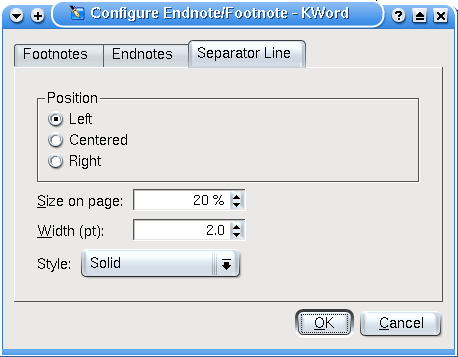 Configure Endnote/Footnote - KWord
Footnotes Endnotes Separator Line
Position
Left
Centered
Right
Size on page: 20 %
Width (pt): 2.0
Style: Solid
OK Cancel